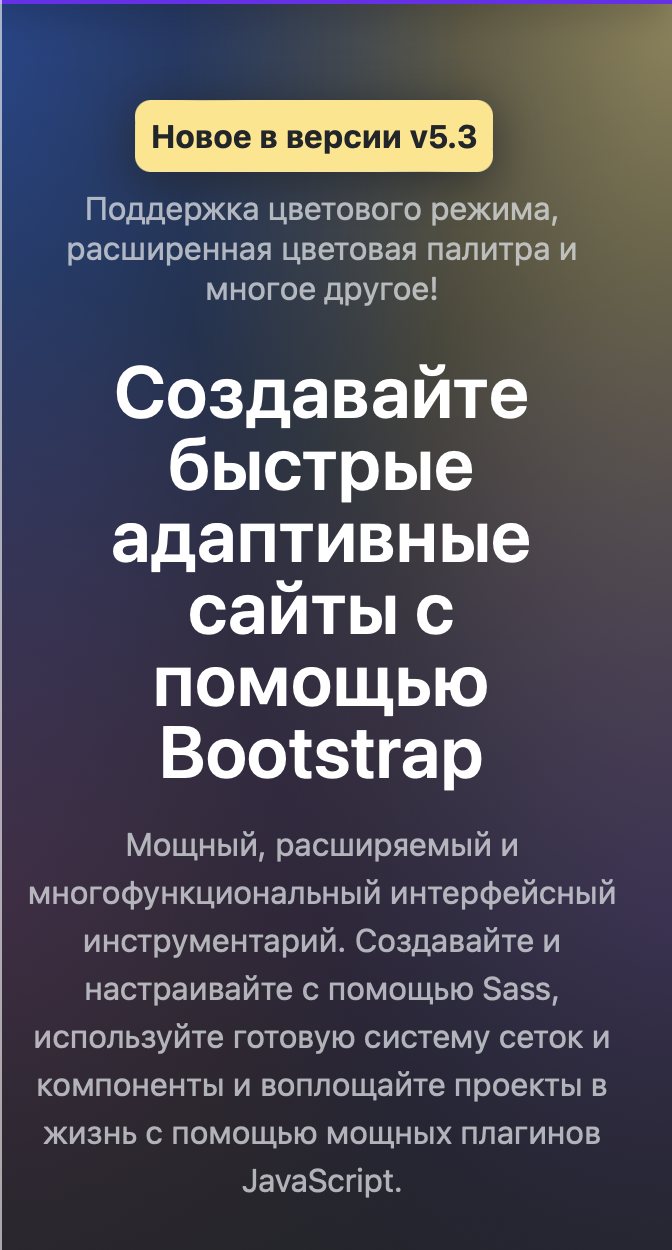 Новое в версии v5.3
Поддержка цветового режима,
расширенная цветовая палитра и
многое другое!
Создавайте
быстрые
адаптивные
сайты с
помощью
Bootstrap
Мощный, расширяемый и
многофункциональный интерфейсный
инструментарий. Создавайте и
настраивайте с помощью Sass,
используйте готовую систему сеток и
компоненты и воплощайте проекты в
жизнь с помощью мощных плагинов
JavaScript.